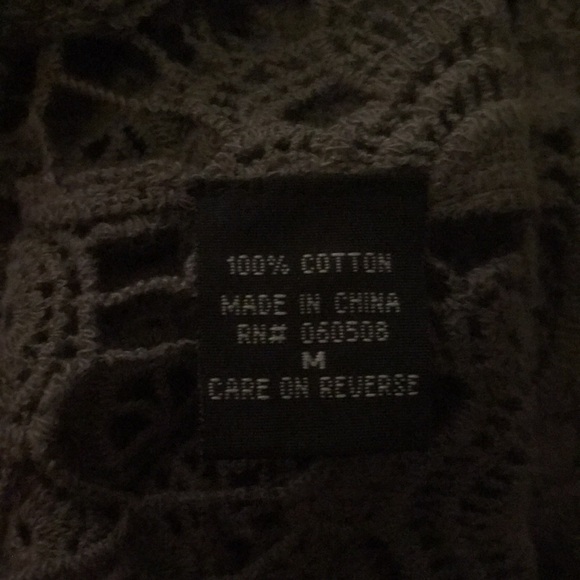 100% COTTON
MADE IN CHINA
RN# 060508
M
CARE ON REVERSE